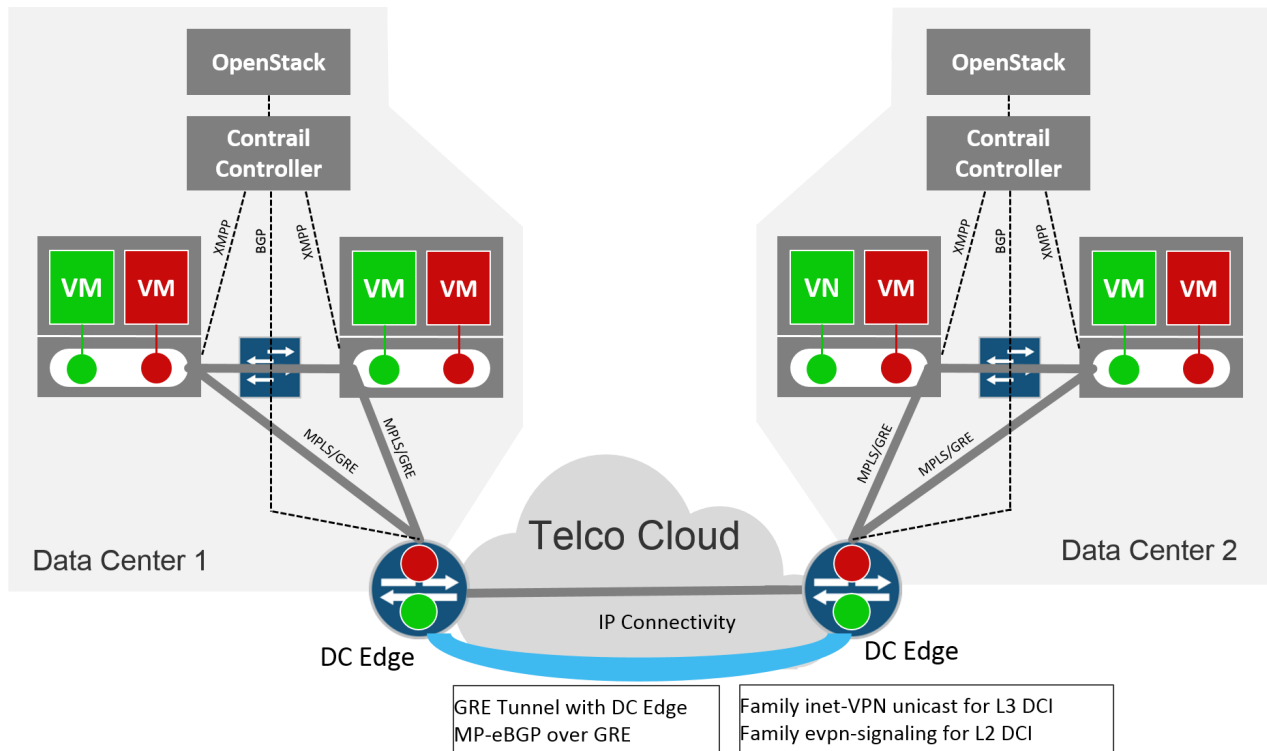 OpenStack
Contrail
Controller
XMPP
BGP
XMPP
VM
VM
VM
VM
MPLS/GRE
MPLS/GRE
Data Center 1
OpenStack
Contrail
Controller
XMPP
BGP
XMPP
VN
VM
VM
VM
MPLS/GRE
MPLS/GRE
Data Center 2
Telco Cloud
IP Connectivity
DC Edge
DC Edge
GRE Tunnel with DC Edge
MP-eBGP over GRE
Family inet-VPN unicast for L3 DCI
Family evpn-signaling for L2 DCI